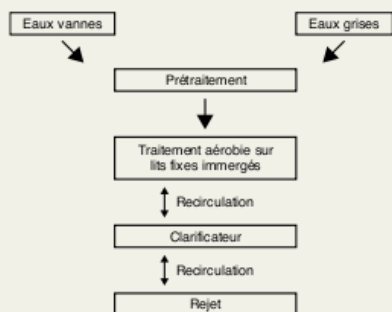 Eaux vannes
Eaux grises
Prétraitement
Traitement aérobie sur
lits fixes immergés
Recirculation
Clarificateur
Recirculation
Rejet